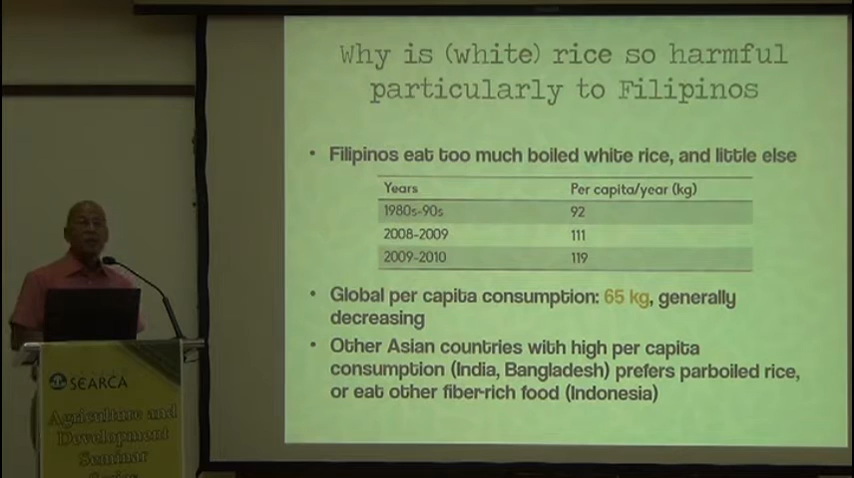 Why is (white) rice so harmful
particularly to Filipinos
• Filipinos eat too much boiled white rice, and little else
Years Per capita/year (kg)
1980s-90s 92
2008-2009 111
2009-2010 119
• Global per capita consumption: 65 kg, generally
decreasing
• Other Asian countries with high per capita
consumption (India, Bangladesh) prefers parboiled rice,
or eat other fiber-rich food (Indonesia)
SEARCA
Agriculture and
Development
Seminar
Series